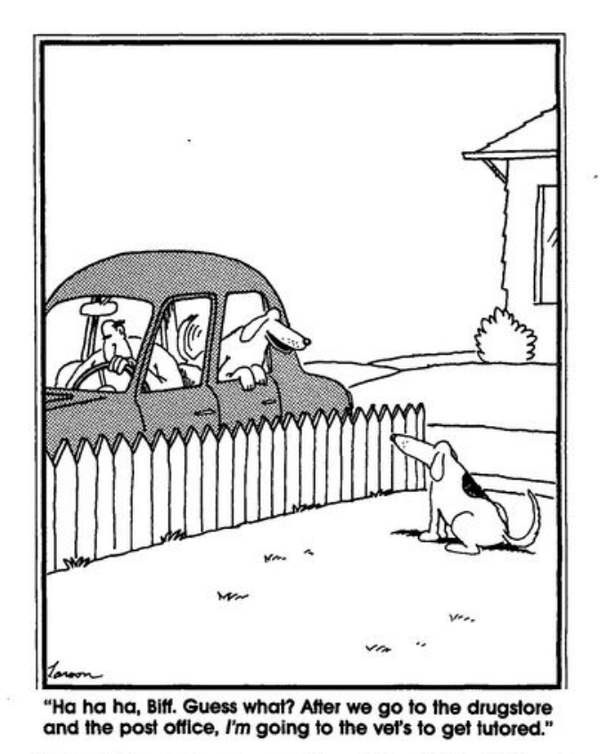 Larson
"Ha ha ha, Biff. Guess what? After we go to the drugstore
and the post office, I'm going to the vet's to get tutored."